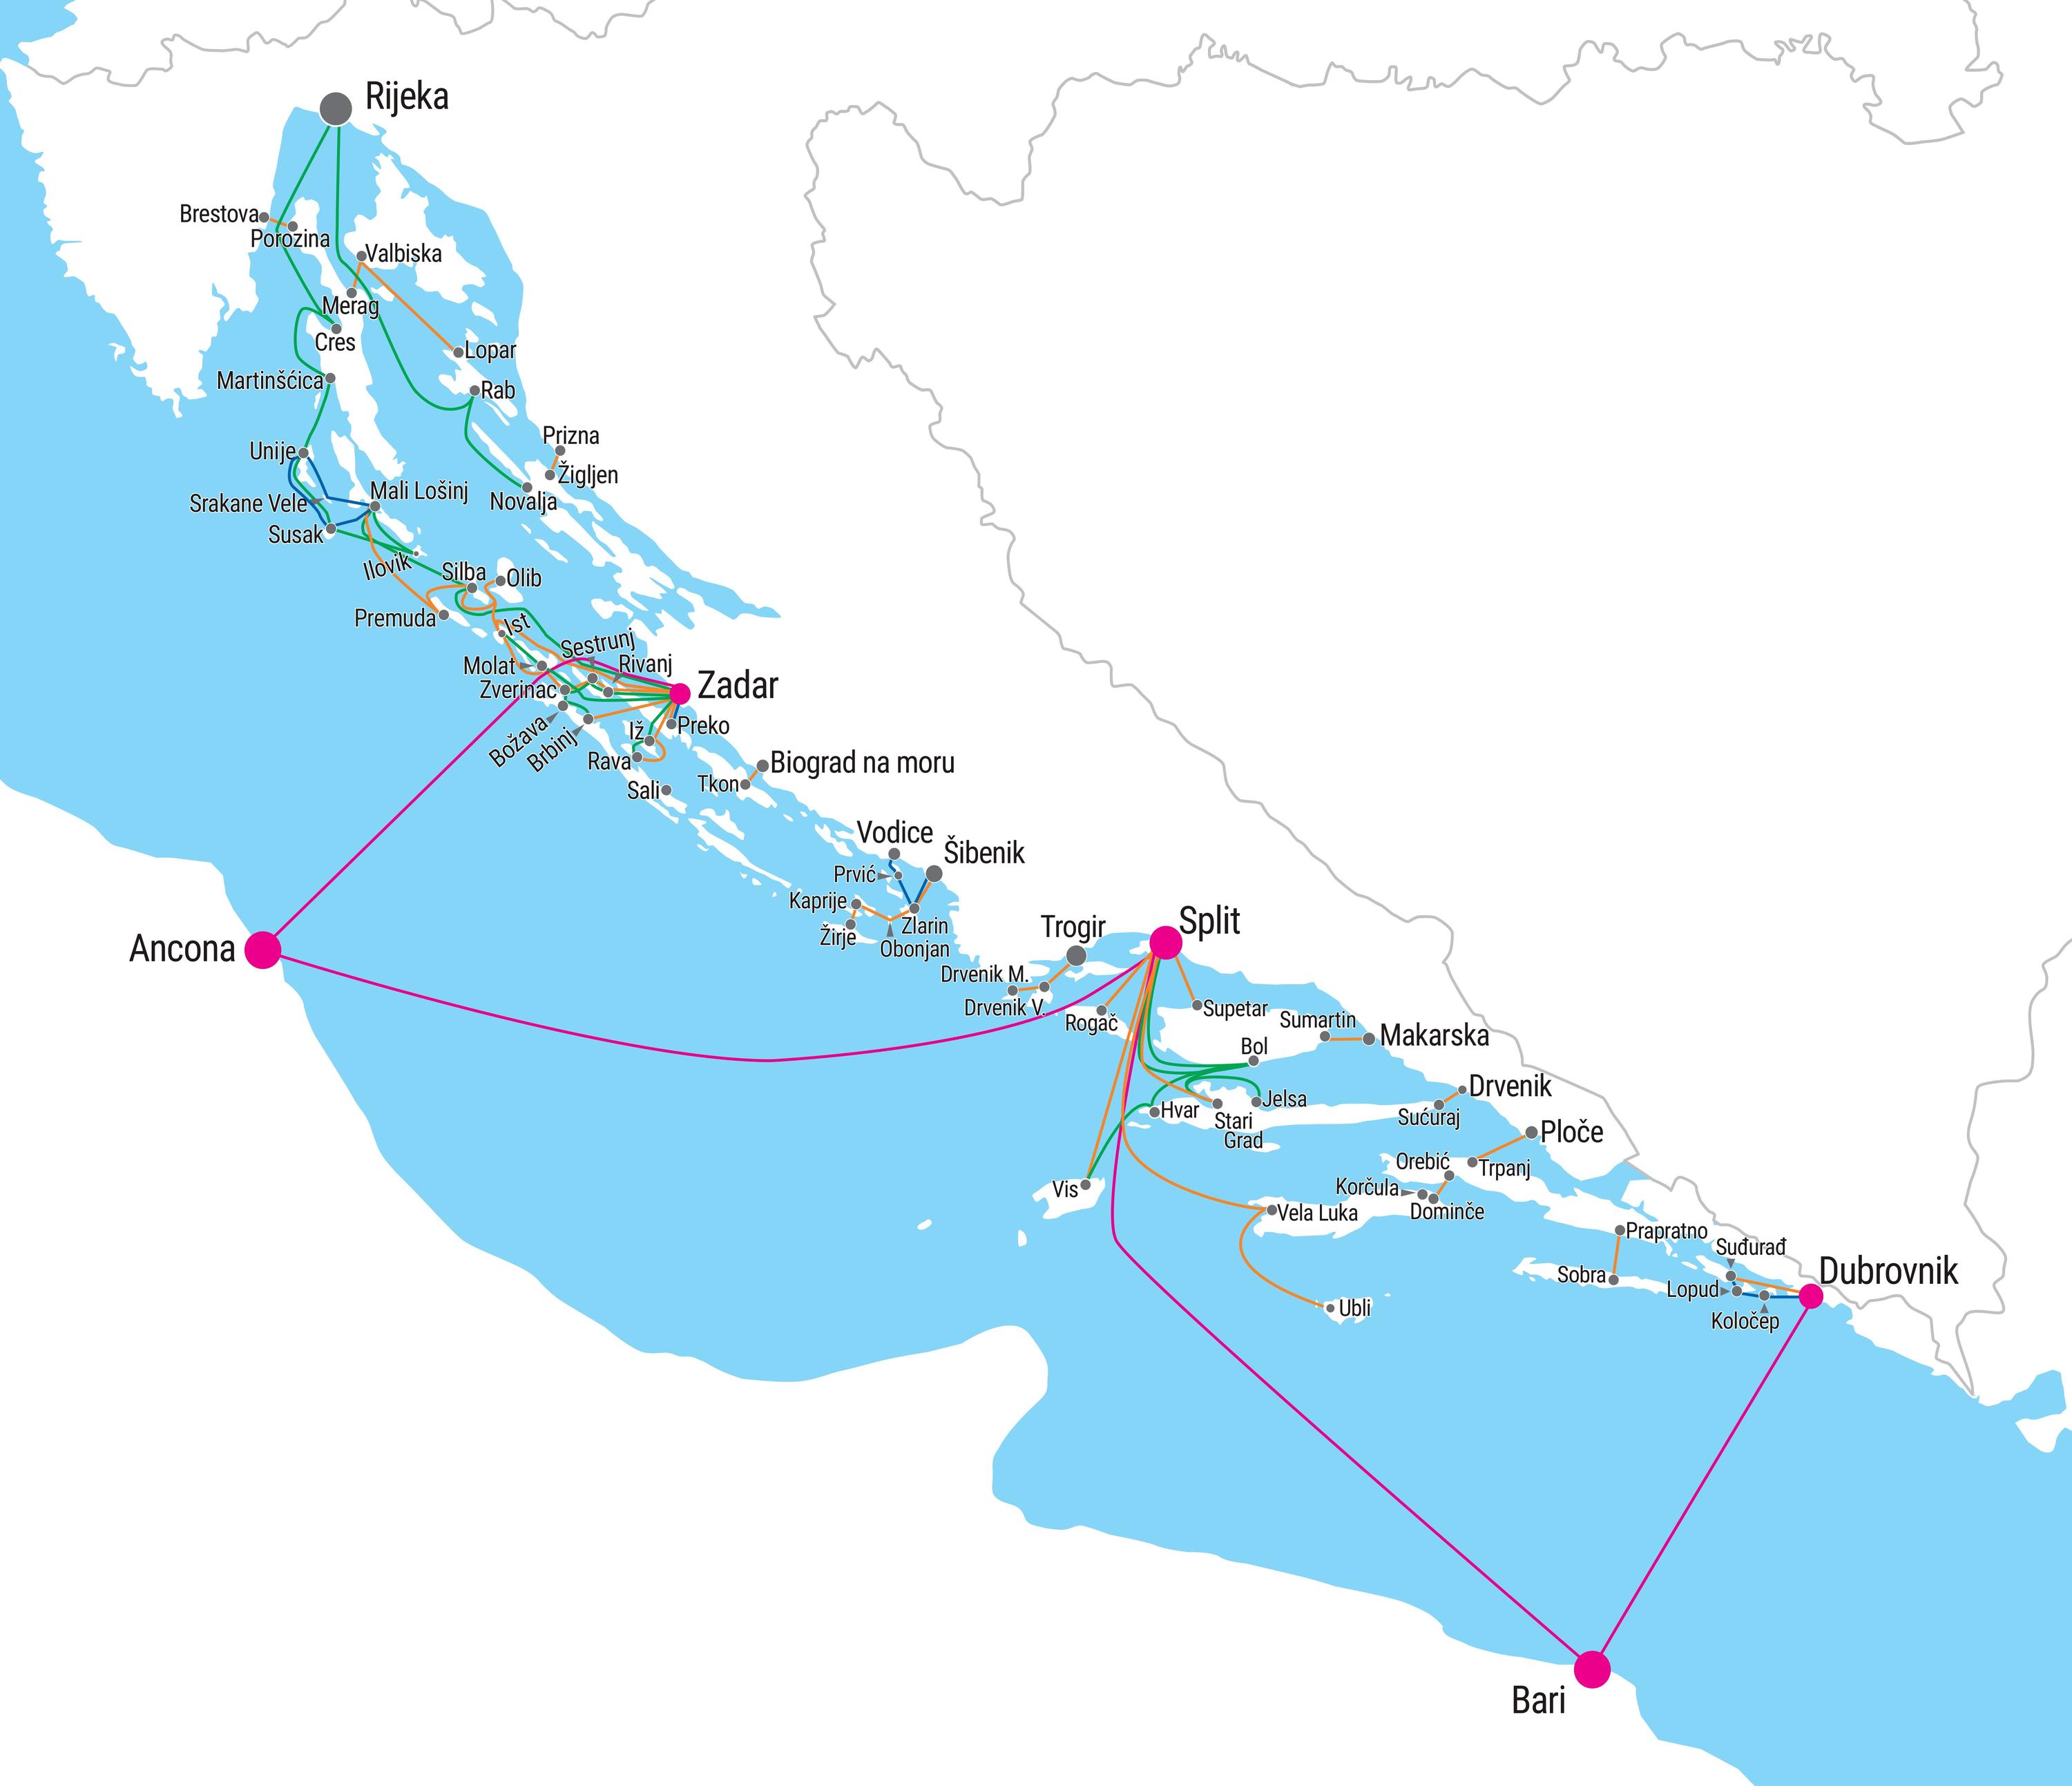 Rijeka
Brestova
Porozina
Valbiska
Merag
Cres
Lopar
Martinšćica
Rab
Prizna
Unije
Žigljen
Mali Lošinj
Srakane Vele
Novalja
Susak
Ilovik
Silba
Olib
Premuda
Ist
Sestrunj
Molat
Rivanj
Zverinac
Zadar
Božava
Brbinj
Preko
Iž
Rava
Biograd na moru
Tkon
Sali
Vodice
Šibenik
Prvić
Kaprije
Zlarin
Žirje
Obonjan
Ancona
Trogir
Split
Drvenik M.
Drvenik V.
Rogač
Supetar
Sumartin
Makarska
Bol
Drvenik
Jelsa
Hvar
Stari
Grad
Sućuraj
Ploče
Orebić
Trpanj
Korčula
Dominče
Vis
Vela Luka
Prapratno
Suđurađ
Sobra
Lopud
Dubrovnik
Koločep
Ubli
Bari